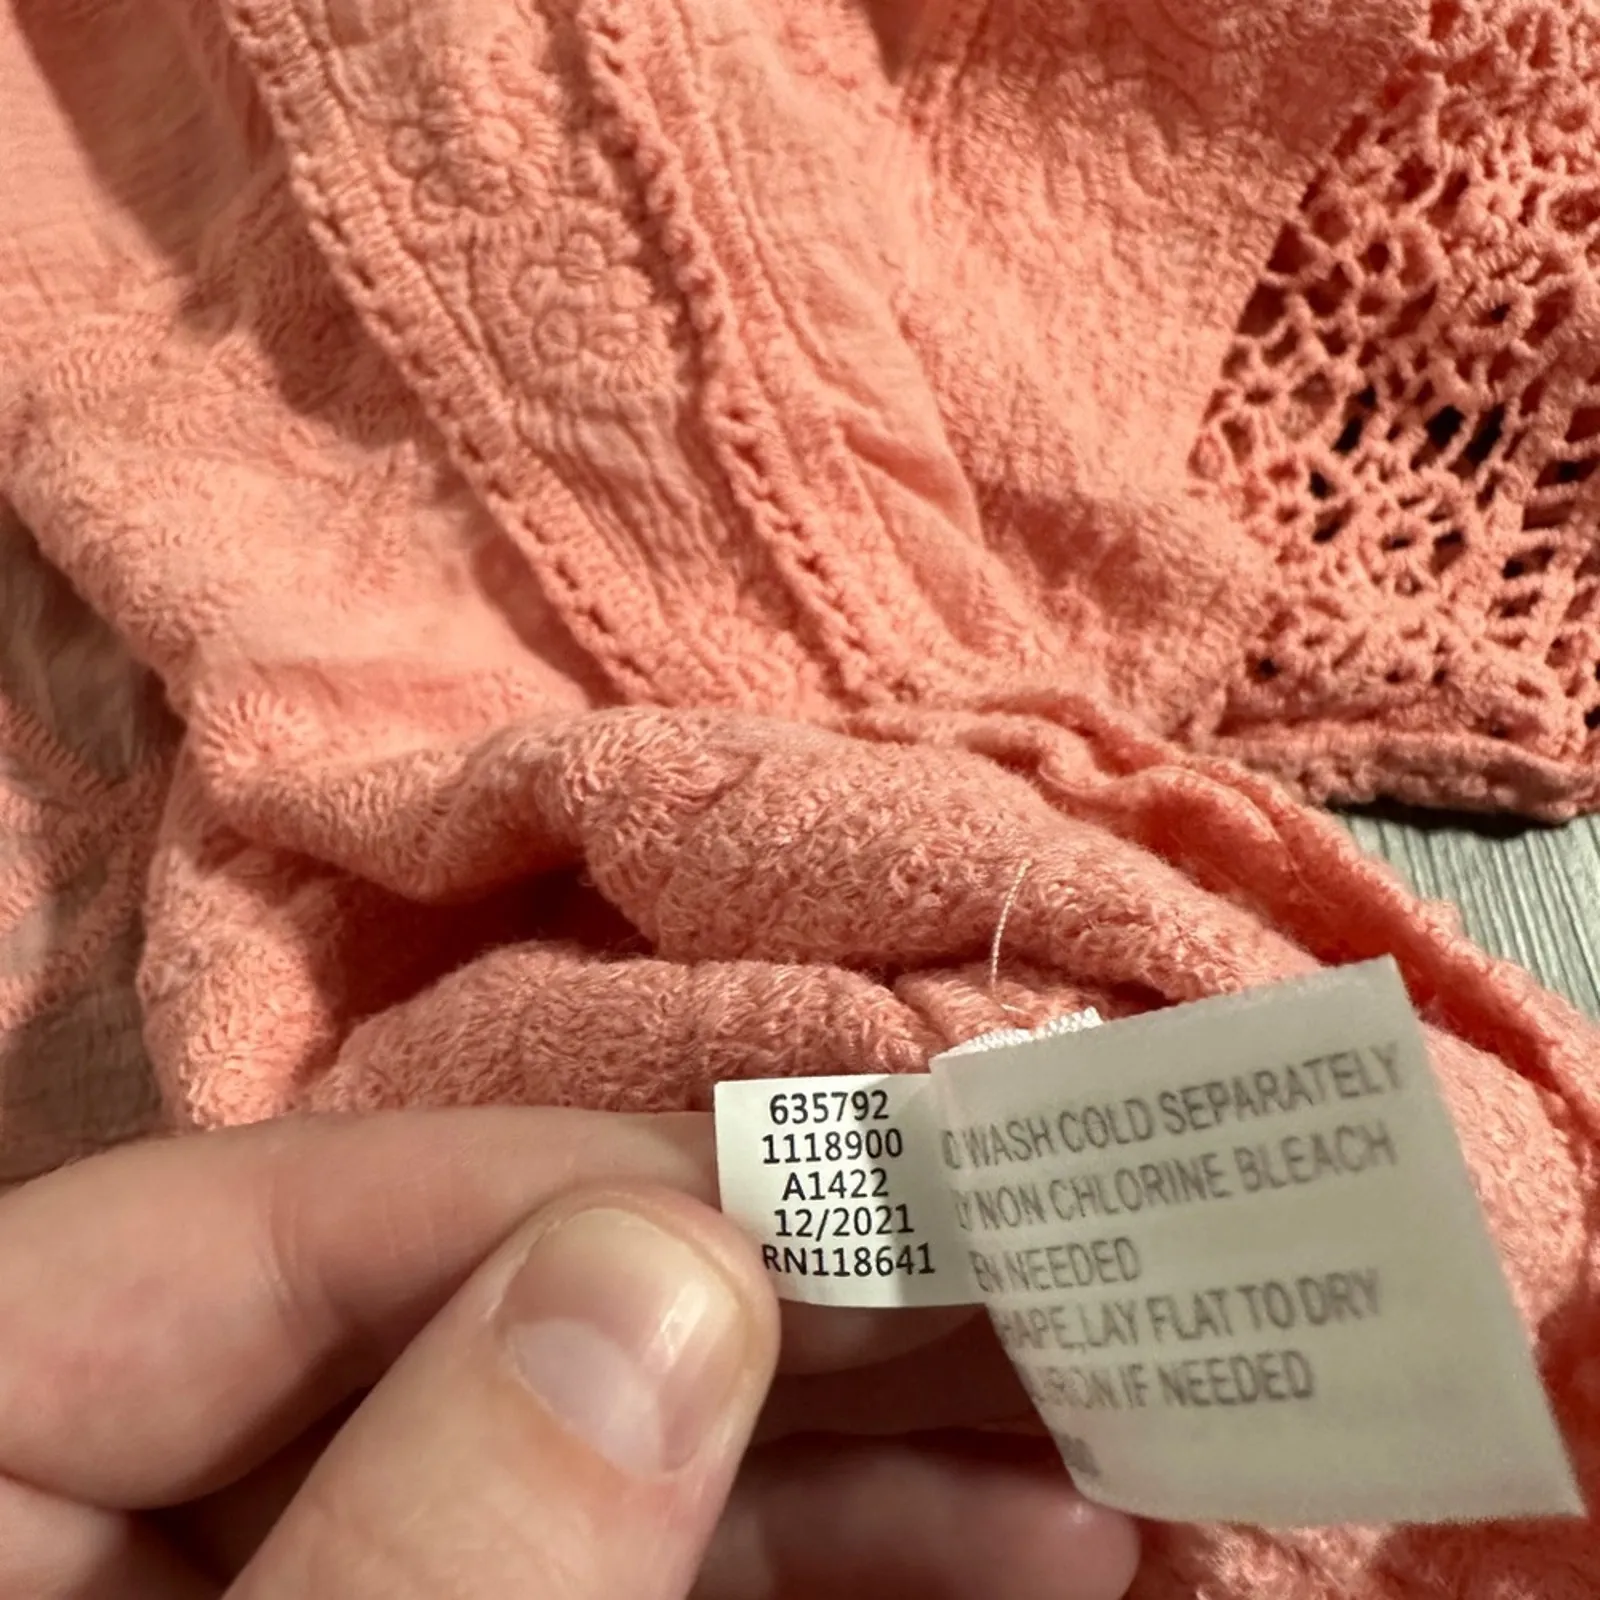 635792
1118900
A1422
12/2021
RN118641
WASH COLD SEPARATELY
NON CHLORINE BLEACH
NEEDED
LAY FLAT TO DRY
IRON IF NEEDED